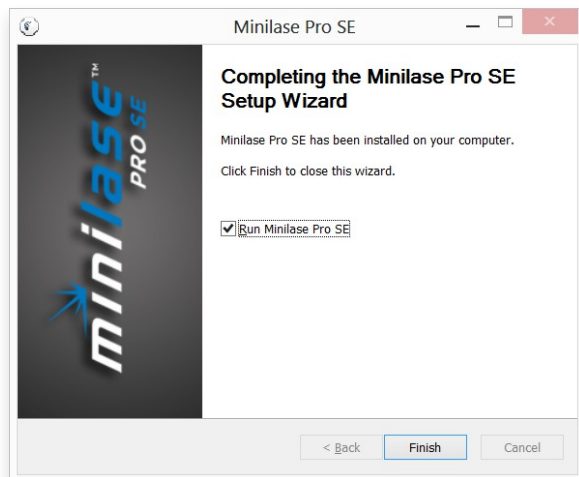 Minilase Pro SE
minilase™
PRO SE
Completing the Minilase Pro SE
Setup Wizard
Minilase Pro SE has been installed on your computer.
Click Finish to close this wizard.
Run Minilase Pro SE
< Back
Finish
Cancel